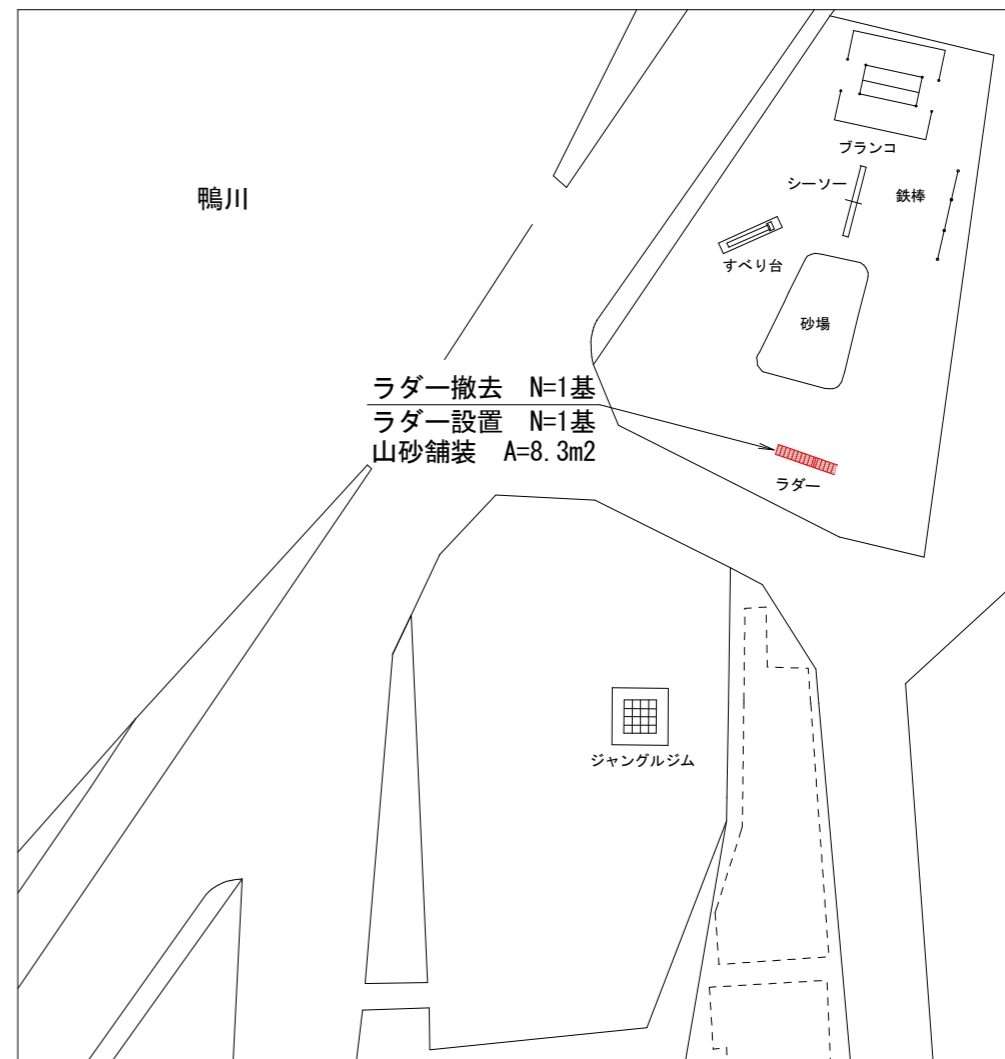 ブランコ
シーソー
鉄棒
鴨川
すべり台
砂場
ラダー撤去　N=1基
ラダー設置　N=1基
山砂舗装　A=8.3m2
ラダー
ジャングルジム